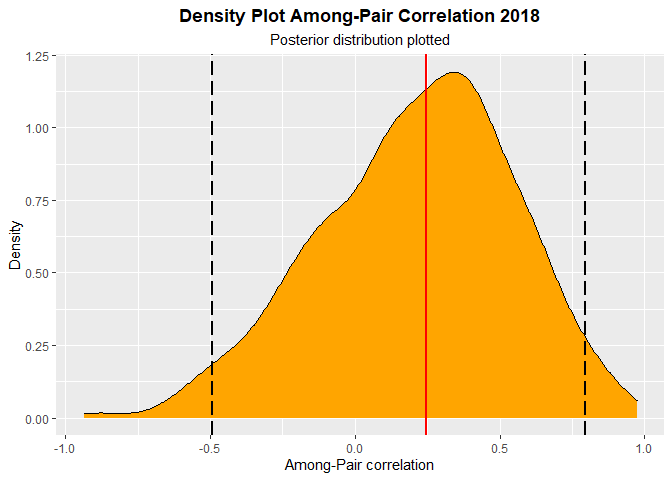 Density Plot Among-Pair Correlation 2018
Posterior distribution plotted
1.25
1.00
0.75
0.50
0.25
0.00
Density
-1.0
-0.5
0.0
0.5
1.0
Among-Pair correlation